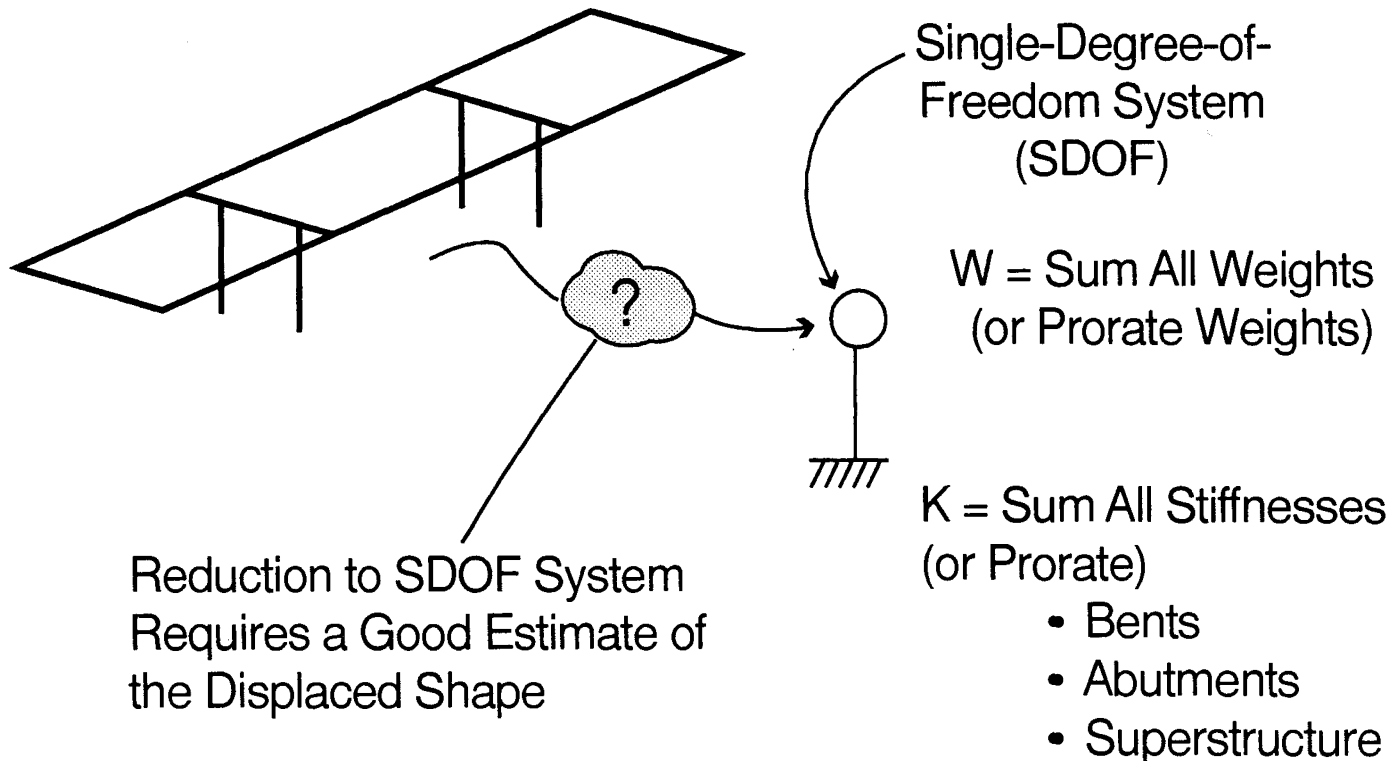 Single-Degree-of-
Freedom System
(SDOF)
W = Sum All Weights
(or Prorate Weights)
?
K = Sum All Stiffnesses
(or Prorate)
• Bents
• Abutments
• Superstructure
Reduction to SDOF System
Requires a Good Estimate of
the Displaced Shape